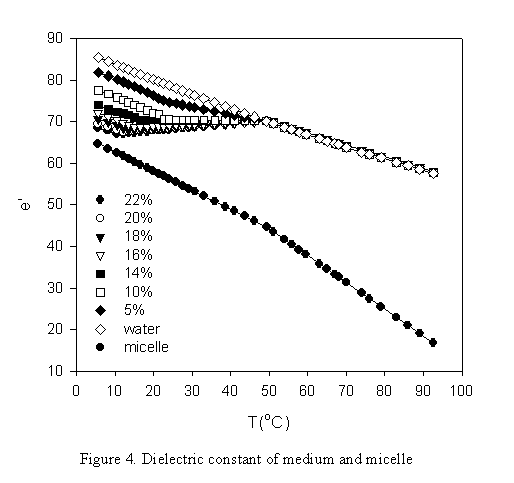 90
80
70
60
50
40
30
20
10
e'
22%
20%
18%
16%
14%
10%
5%
water
micelle
0 10 20 30 40 50 60 70 80 90 100
T(°C)
Figure 4. Dielectric constant of medium and micelle